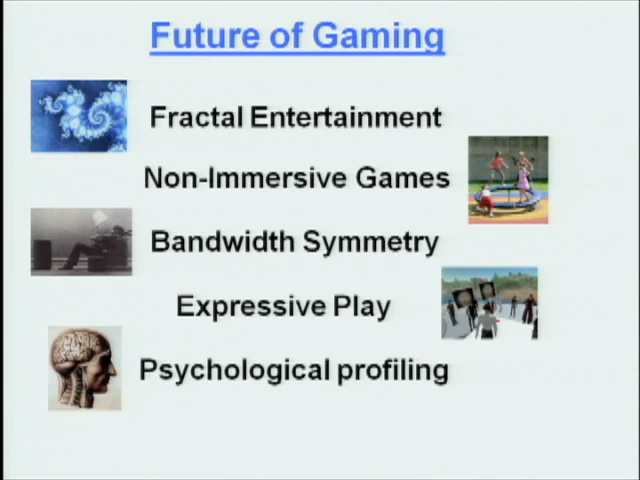 Future of Gaming
Fractal Entertainment
Non-Immersive Games
Bandwidth Symmetry
Expressive Play
Psychological profiling